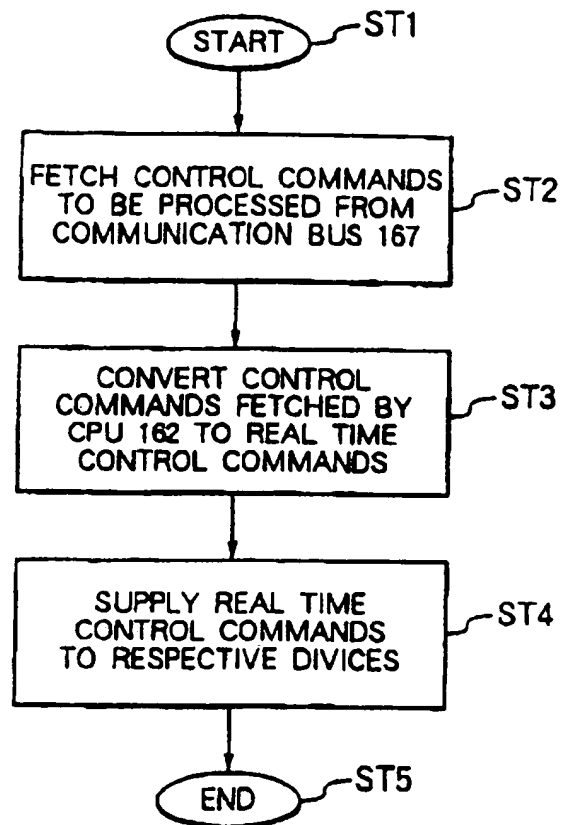 START
ST1
FETCH CONTROL COMMANDS
TO BE PROCESSED FROM
COMMUNICATION BUS 167
ST2
CONVERT CONTROL
COMMANDS FETCHED BY
CPU 162 TO REAL TIME
CONTROL COMMANDS
ST3
SUPPLY REAL TIME
CONTROL COMMANDS
TO RESPECTIVE DIVICES
ST4
END
ST5